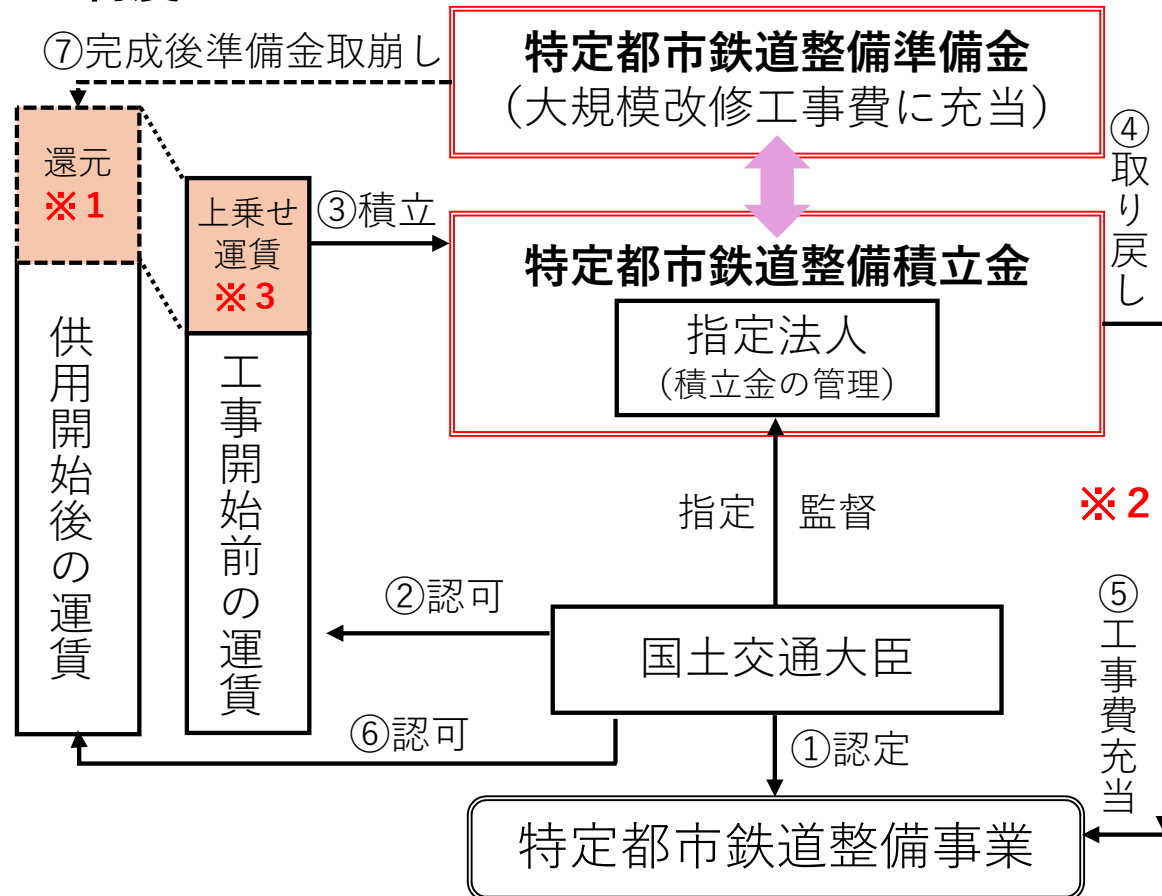 ⑦完成後準備金取崩し
特定都市鉄道整備準備金
（大規模改修工事費に充当）
還元
※1
上乗せ
運賃
※3
③積立
④取り戻し
特定都市鉄道整備積立金
指定法人
（積立金の管理）
供用開始後の運賃
工事開始前の運賃
指定
監督
※2
②認可
国土交通大臣
⑤工事費充当
⑥認可
①認定
特定都市鉄道整備事業